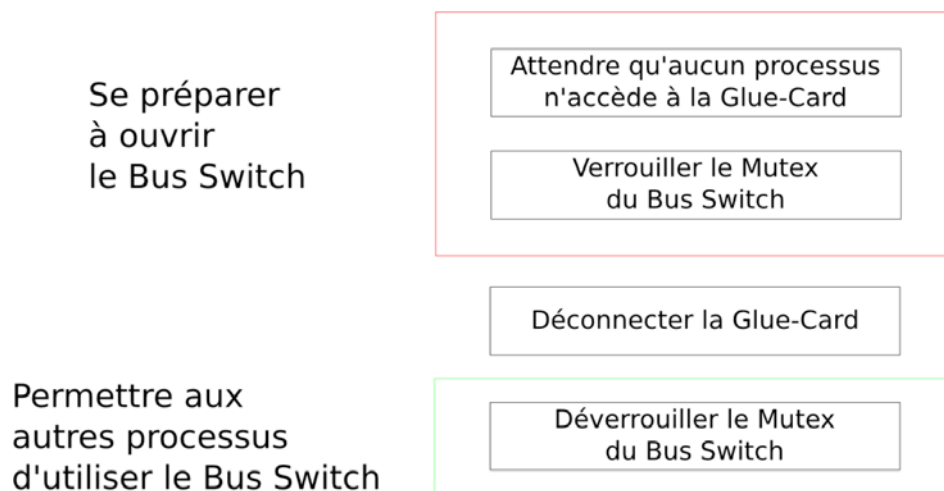 Se préparer
à ouvrir
le Bus Switch
Attendre qu'aucun processus
n'accède à la Glue-Card
Verrouiller le Mutex
du Bus Switch
Déconnecter la Glue-Card
Permettre aux
autres processus
d'utiliser le Bus Switch
Déverrouiller le Mutex
du Bus Switch